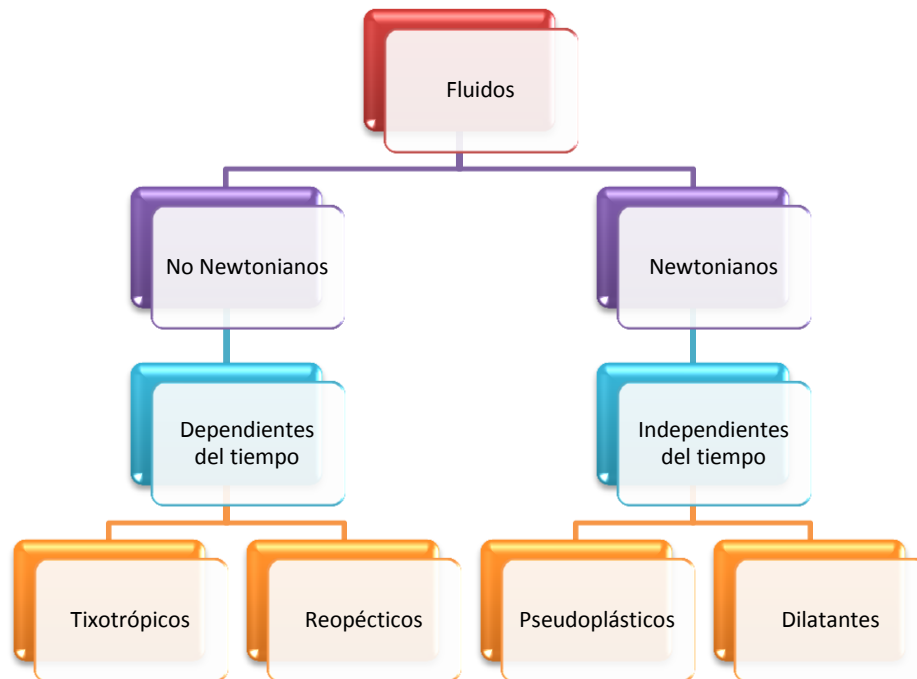 Fluidos
No Newtonianos
Newtonianos
Dependientes
del tiempo
Independientes
del tiempo
Tixotrópicos
Reopécticos
Pseudoplásticos
Dilatantes